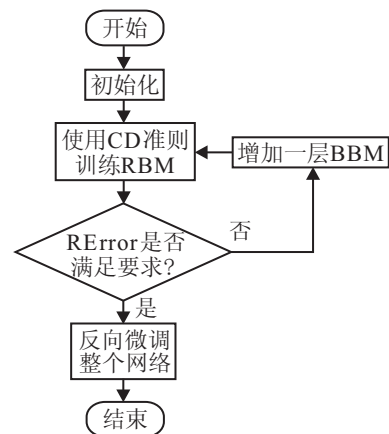 开始
初始化
使用CD准则
训练RBM
增加一层BBM
RError是否
满足要求?
否
是
反向微调
整个网络
结束